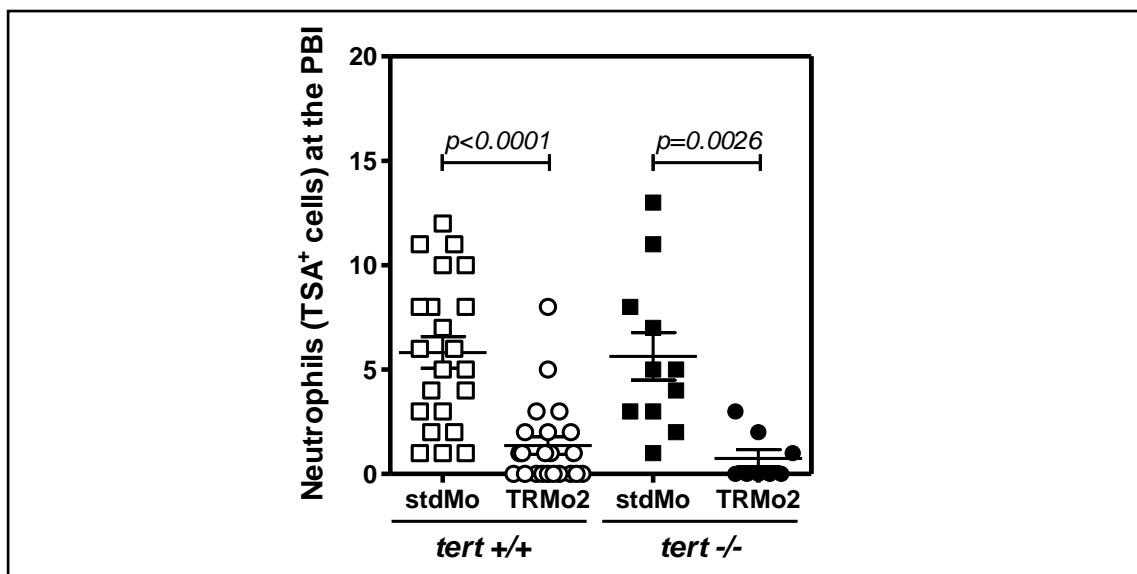 Neutrophils (TSA+ cells) at the PBI
20
15
10
5
0
p<0.0001
p=0.0026
stdMo TRMo2 stdMo TRMo2
tert +/+ tert -/-